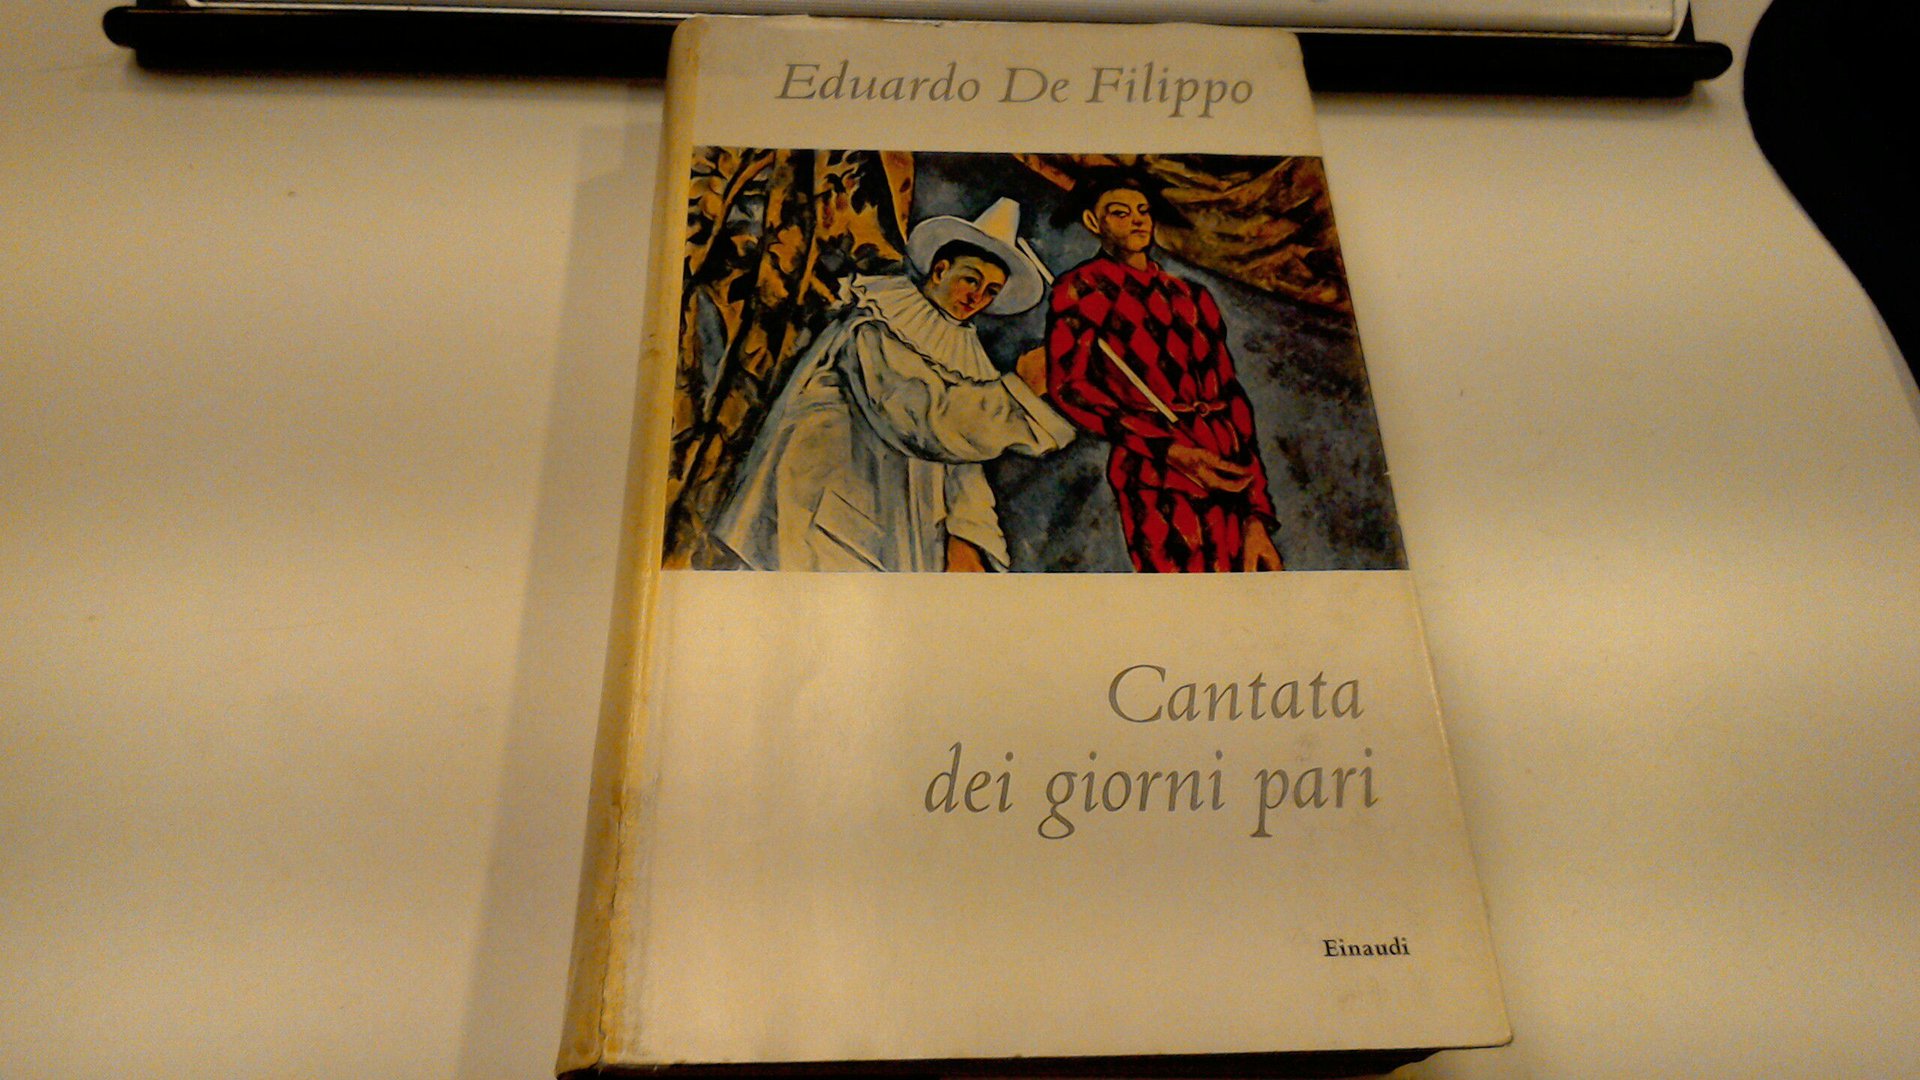 Eduardo De Filippo
Cantata
dei giorni pari
Einaudi